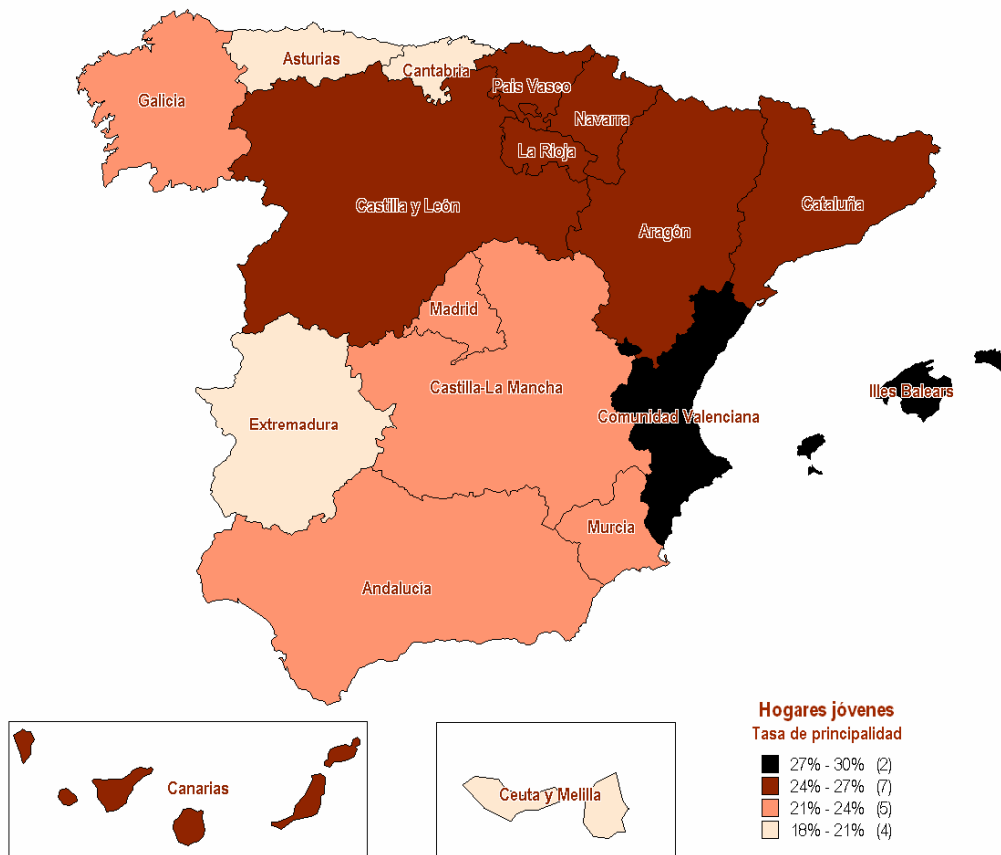 Asturias
Cantabria
País Vasco
Galicia
Navarra
La Rioja
Castilla y León
Cataluña
Aragón
Madrid
Castilla-La Mancha
Illes Balears
Comunidad Valenciana
Extremadura
Murcia
Andalucía
Canarias
Ceuta y Melilla
Hogares jóvenes
Tasa de principalidad
27% - 30% (2)
24% - 27% (7)
21% - 24% (5)
18% - 21% (4)